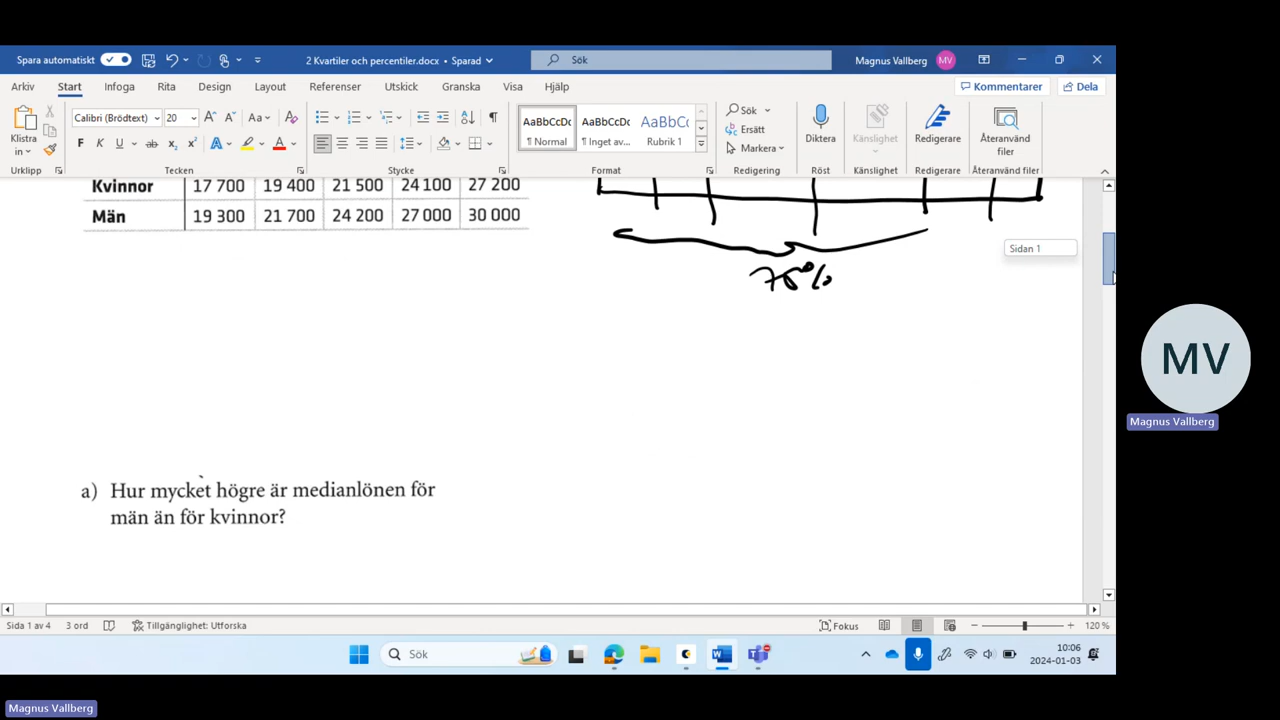 Spara automatiskt
2 Kvartiler och percentiler.docx • Sparad
Sök
Magnus Vallberg
MV
Arkiv
Start
Infoga
Rita
Design
Layout
Referenser
Utskick
Granska
Visa
Hjälp
Kommentarer
Dela
Klistra in
Calibri (Brödtext)
20
F K U ab x₂ x²
AaBbCcDc
Normal
AaBbCcDc
Inget av...
AaBbCc
Rubrik 1
Sök
Ersätt
Markera
Diktera
Känslighet
Redigerare
Återanvänd filer
Urklipp
Tecken
Stycke
Format
Redigering
Röst
Känslighet
Redigerare
Återanvänd filer
Kvinnor 17 700 19 400 21 500 24 100 27 200
Män 19 300 21 700 24 200 27 000 30 000
75%
Sidan 1
a) Hur mycket högre är medianlönen för
män än för kvinnor?
MV
Magnus Vallberg
Sida 1 av 4
3 ord
Tillgänglighet: Utforska
Fokus
120 %
Sök
10:06
2024-01-03
Magnus Vallberg